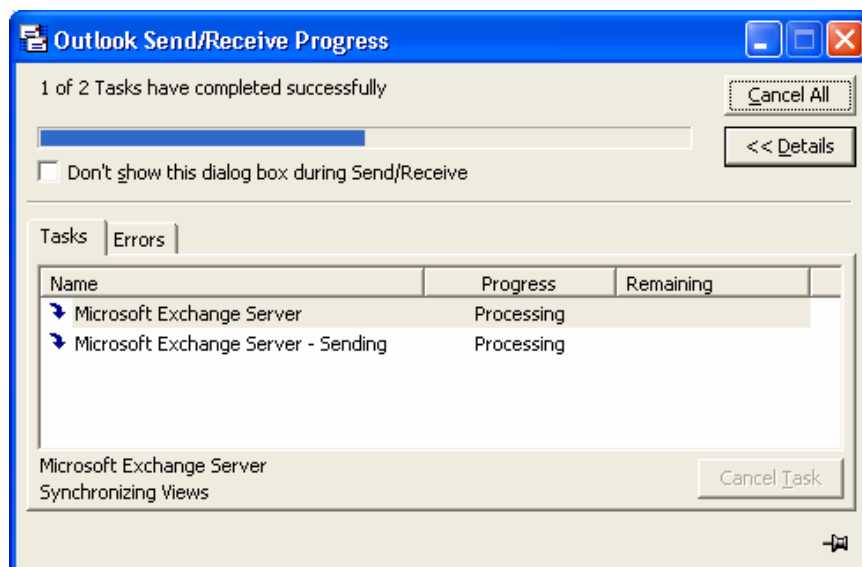 Outlook Send/Receive Progress
1 of 2 Tasks have completed successfully
Cancel All
<< Details
Don't show this dialog box during Send/Receive
Tasks Errors
Name Progress Remaining
Microsoft Exchange Server Processing
Microsoft Exchange Server - Sending Processing
Microsoft Exchange Server
Synchronizing Views
Cancel Task